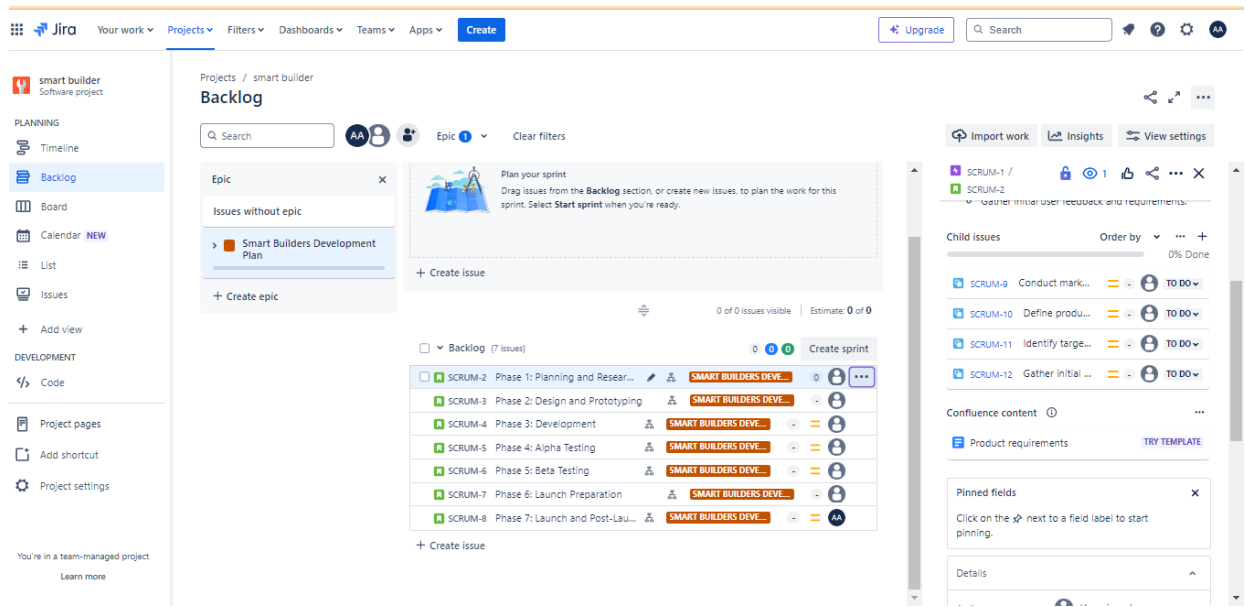 Jira
Your work
Projects
Filters
Dashboards
Teams
Apps
Create
Upgrade
Search
AA
smart builder
Software project
PLANNING
Timeline
Backlog
Board
Calendar NEW
List
Issues
Add view
DEVELOPMENT
Code
Project pages
Add shortcut
Project settings
You're in a team-managed project
Learn more
Projects / smart builder
Backlog
Search
AA
Epic 1
Clear filters
Import work
Insights
View settings
Epic
Issues without epic
Smart Builders Development
Plan
+ Create epic
Plan your sprint
Drag issues from the Backlog section, or create new issues, to plan the work for this
sprint. Select Start sprint when you're ready.
+ Create issue
0 of 0 issues visible
Estimate: 0 of 0
Backlog (7 issues)
0 0 0
Create sprint
SCRUM-2 Phase 1: Planning and Resear... SMART BUILDERS DEVE... 0
SCRUM-3 Phase 2: Design and Prototyping SMART BUILDERS DEVE... -
SCRUM-4 Phase 3: Development SMART BUILDERS DEVE... -
SCRUM-5 Phase 4: Alpha Testing SMART BUILDERS DEVE... -
SCRUM-6 Phase 5: Beta Testing SMART BUILDERS DEVE... -
SCRUM-7 Phase 6: Launch Preparation SMART BUILDERS DEVE... -
SCRUM-8 Phase 7: Launch and Post-Lau... SMART BUILDERS DEVE... - AA
+ Create issue
SCRUM-1 /
SCRUM-2
1
Gather initial user feedback and requirements.
Child issues
Order by
0% Done
SCRUM-9 Conduct mark... - TO DO
SCRUM-10 Define produ... - TO DO
SCRUM-11 Identify targe... - TO DO
SCRUM-12 Gather initial ... - TO DO
Confluence content
Product requirements
TRY TEMPLATE
Pinned fields
Click on the next to a field label to start
pinning.
Details